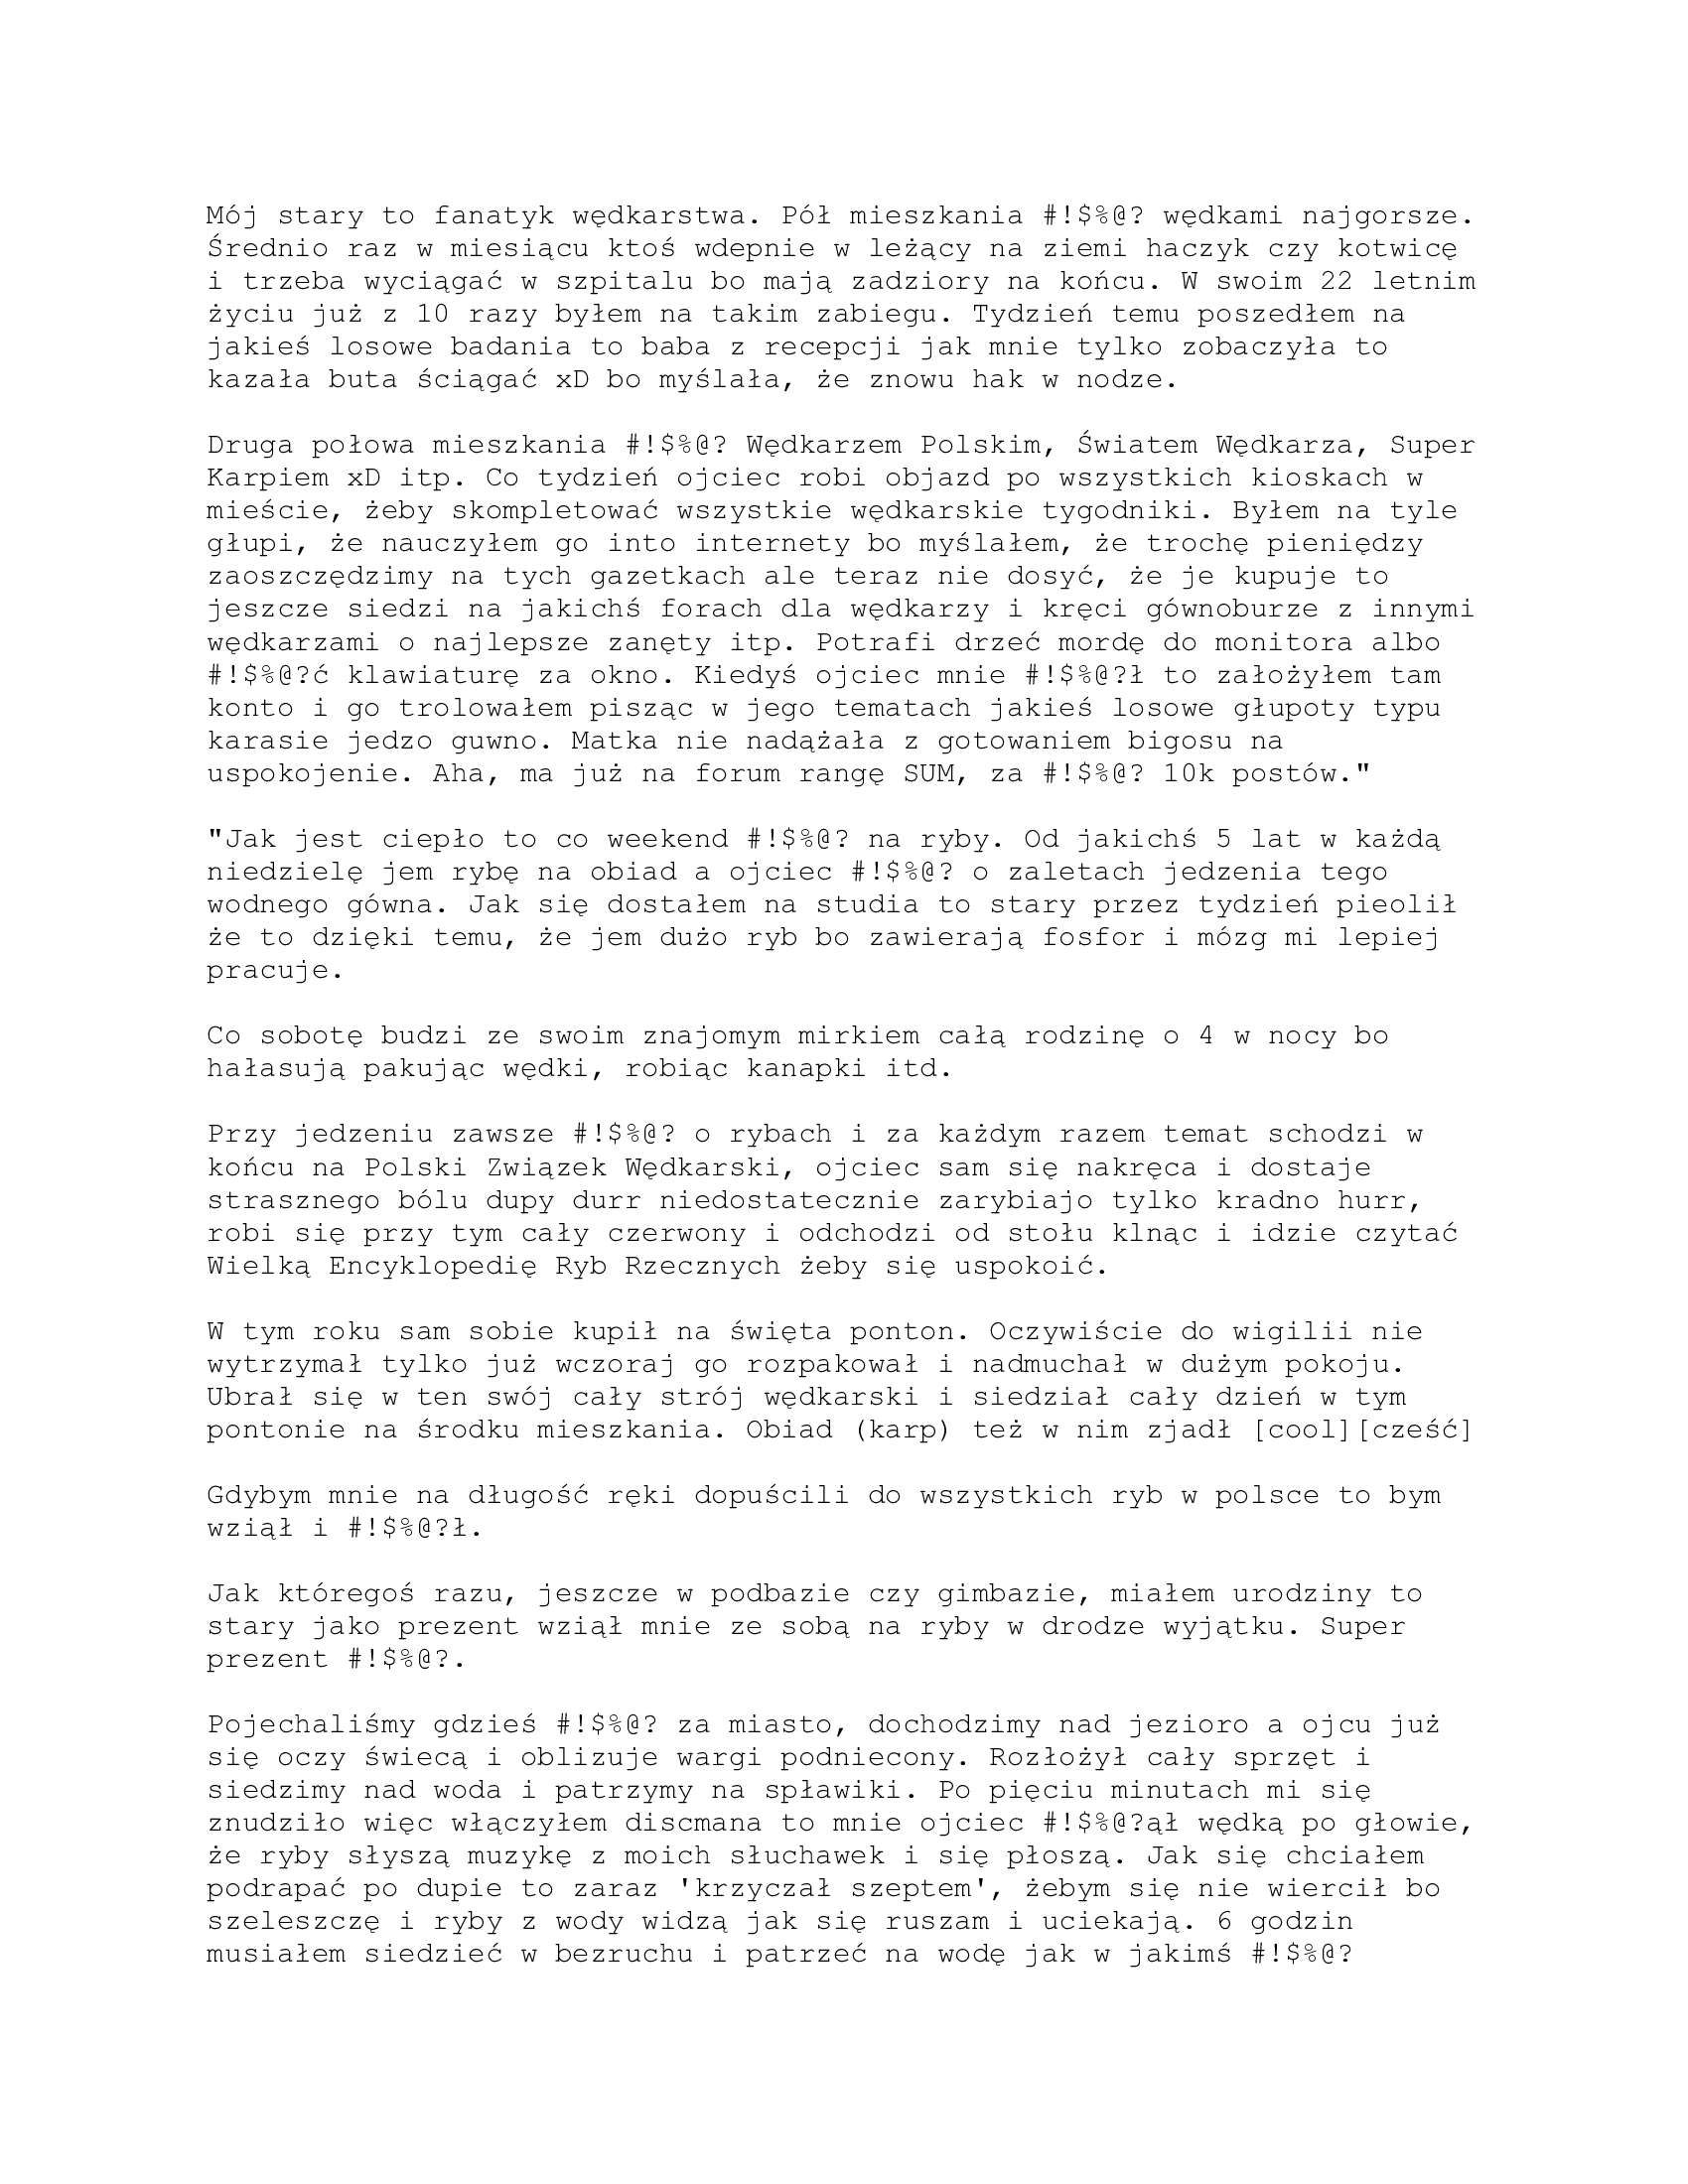 Mój stary to fanatyk wędkarstwa. Pół mieszkania #!$%@? wędkami najgorsze.
Średnio raz w miesiącu ktoś wdepnie w leżący na ziemi haczyk czy kotwicę
i trzeba wyciągać w szpitalu bo mają zadziory na końcu. W swoim 22 letnim
życiu już z 10 razy byłem na takim zabiegu. Tydzień temu poszedłem na
jakieś losowe badania to baba z recepcji jak mnie tylko zobaczyła to
kazała buta ściągać xD bo myślała, że znowu hak w nodze.

Druga połowa mieszkania #!$%@? Wędkarzem Polskim, Światem Wędkarza, Super
Karpiem xD itp. Co tydzień ojciec robi objazd po wszystkich kioskach w
mieście, żeby skompletować wszystkie wędkarskie tygodniki. Byłem na tyle
głupi, że nauczyłem go into internety bo myślałem, że trochę pieniędzy
zaoszczędzimy na tych gazetkach ale teraz nie dosyć, że je kupuje to
jeszcze siedzi na jakichś forach dla wędkarzy i kręci gównoburze z innymi
wędkarzami o najlepsze zanęty itp. Potrafi drzeć mordę do monitora albo
#!$%@?ć klawiaturę za okno. Kiedyś ojciec mnie #!$%@?ł to założyłem tam
konto i go trolowałem pisząc w jego tematach jakieś losowe głupoty typu
karasie jedzo guwno. Matka nie nadążała z gotowaniem bigosu na
uspokojenie. Aha, ma już na forum rangę SUM, za #!$%@? 10k postów."

"Jak jest ciepło to co weekend #!$%@? na ryby. Od jakichś 5 lat w każdą
niedzielę jem rybę na obiad a ojciec #!$%@? o zaletach jedzenia tego
wodnego gówna. Jak się dostałem na studia to stary przez tydzień pieolił
że to dzięki temu, że jem dużo ryb bo zawierają fosfor i mózg mi lepiej
pracuje.

Co sobotę budzi ze swoim znajomym mirkiem całą rodzinę o 4 w nocy bo
hałasują pakując wędki, robiąc kanapki itd.

Przy jedzeniu zawsze #!$%@? o rybach i za każdym razem temat schodzi w
końcu na Polski Związek Wędkarski, ojciec sam się nakręca i dostaje
strasznego bólu dupy durr niedostatecznie zarybiajo tylko kradno hurr,
robi się przy tym cały czerwony i odchodzi od stołu klnąc i idzie czytać
Wielką Encyklopedię Ryb Rzecznych żeby się uspokoić.

W tym roku sam sobie kupił na święta ponton. Oczywiście do wigilii nie
wytrzymał tylko już wczoraj go rozpakował i nadmuchał w dużym pokoju.
Ubrał się w ten swój cały strój wędkarski i siedział cały dzień w tym
pontonie na środku mieszkania. Obiad (karp) też w nim zjadł [cool][cześć]

Gdybym mnie na długość ręki dopuścili do wszystkich ryb w polsce to bym
wziął i #!$%@?ł.

Jak któregoś razu, jeszcze w podbazie czy gimbazie, miałem urodziny to
stary jako prezent wziął mnie ze sobą na ryby w drodze wyjątku. Super
prezent #!$%@?.

Pojechaliśmy gdzieś #!$%@? za miasto, dochodzimy nad jezioro a ojcu już
się oczy świecą i oblizuje wargi podniecony. Rozłożył cały sprzęt i
siedzimy nad woda i patrzymy na spławiki. Po pięciu minutach mi się
znudziło więc włączyłem discmana to mnie ojciec #!$%@?ął wędką po głowie,
że ryby słyszą muzykę z moich słuchawek i się płoszą. Jak się chciałem
podrapać po dupie to zaraz 'krzyczał szeptem', żebym się nie wiercił bo
szeleszczę i ryby z wody widzą jak się ruszam i uciekają. 6 godzin
musiałem siedzieć w bezruchu i patrzeć na wodę jak w jakimś #!$%@?